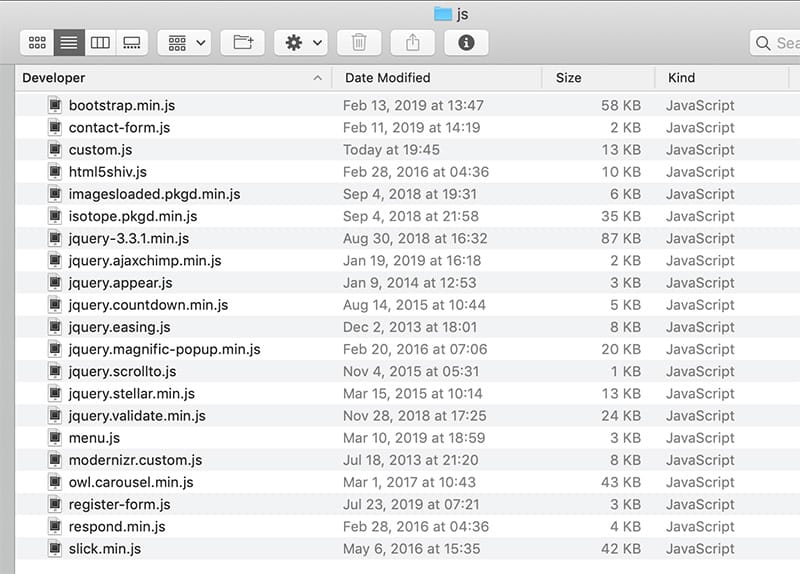 js
Sea
Developer Date Modified Size Kind
bootstrap.min.js Feb 13, 2019 at 13:47 58 KB JavaScript
contact-form.js Feb 11, 2019 at 14:19 2 KB JavaScript
custom.js Today at 19:45 13 KB JavaScript
html5shiv.js Feb 28, 2016 at 04:36 10 KB JavaScript
imagesloaded.pkgd.min.js Sep 4, 2018 at 19:31 6 KB JavaScript
isotope.pkgd.min.js Sep 4, 2018 at 21:58 35 KB JavaScript
jquery-3.3.1.min.js Aug 30, 2018 at 16:32 87 KB JavaScript
jquery.ajaxchimp.min.js Jan 19, 2019 at 16:18 2 KB JavaScript
jquery.appear.js Jan 9, 2014 at 12:53 3 KB JavaScript
jquery.countdown.min.js Aug 14, 2015 at 10:44 5 KB JavaScript
jquery.easing.js Dec 2, 2013 at 18:01 8 KB JavaScript
jquery.magnific-popup.min.js Feb 20, 2016 at 07:06 20 KB JavaScript
jquery.scrollto.js Nov 4, 2015 at 05:31 1 KB JavaScript
jquery.stellar.min.js Mar 15, 2015 at 10:14 13 KB JavaScript
jquery.validate.min.js Nov 28, 2018 at 17:25 24 KB JavaScript
menu.js Mar 10, 2019 at 18:59 3 KB JavaScript
modernizr.custom.js Jul 18, 2013 at 21:20 8 KB JavaScript
owl.carousel.min.js Mar 1, 2017 at 10:43 43 KB JavaScript
register-form.js Jul 23, 2019 at 07:21 3 KB JavaScript
respond.min.js Feb 28, 2016 at 04:36 4 KB JavaScript
slick.min.js May 6, 2016 at 15:35 42 KB JavaScript